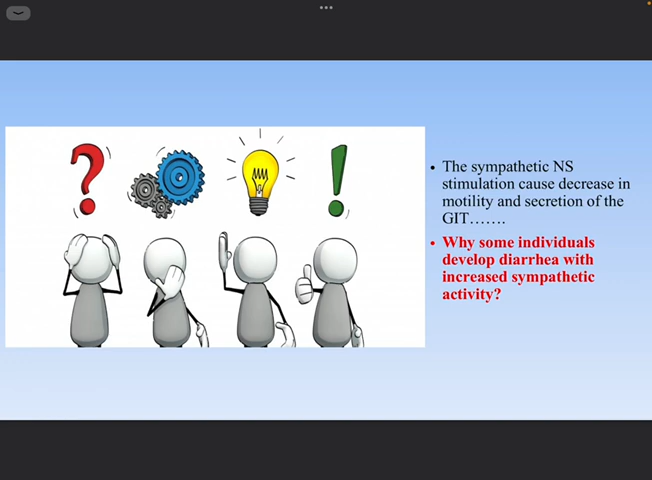 • The sympathetic NS
stimulation cause decrease in
motility and secretion of the
GIT…….
• Why some individuals
develop diarrhea with
increased sympathetic
activity?